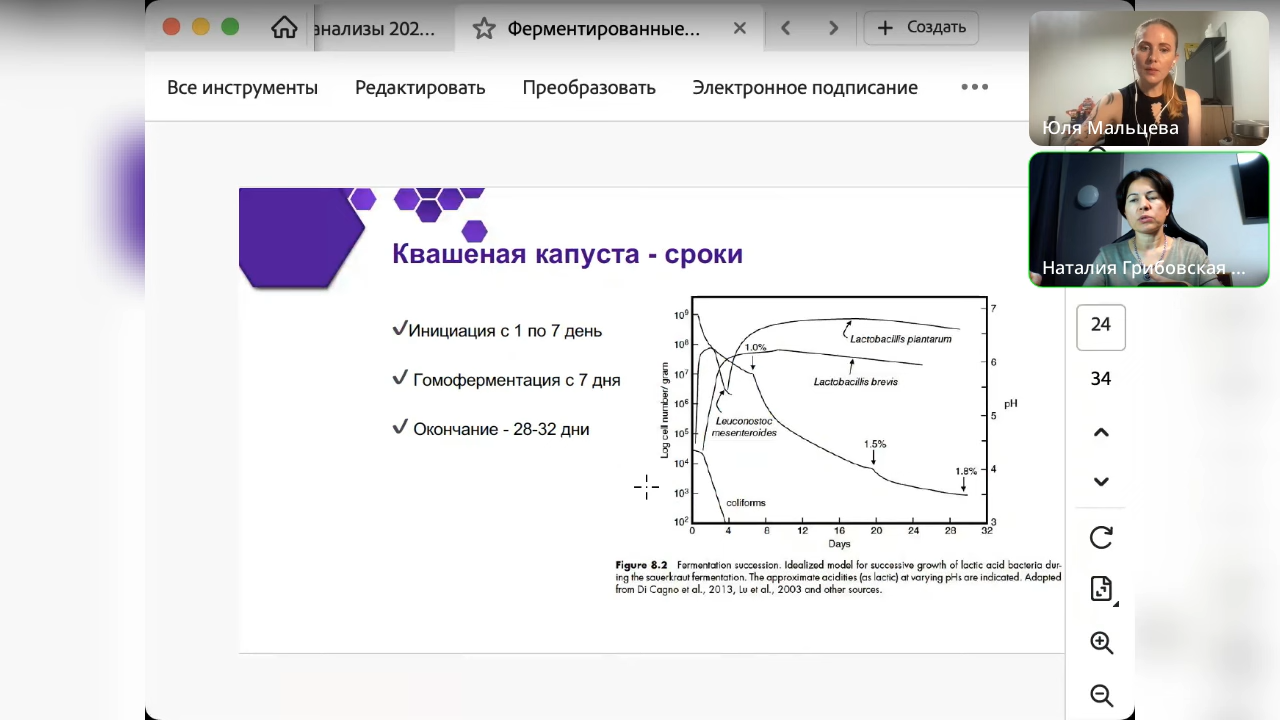 анализы 202...
Ферментированные...
Создать
Все инструменты
Редактировать
Преобразовать
Электронное подписание
Юля Мальцева
Наталия Грибовская ...
24
34
Квашеная капуста - сроки
Инициация с 1 по 7 день
Гомоферментация с 7 дня
Окончание - 28-32 дни
Log cell number/ gram
10⁹
10⁸
10⁷
10⁶
10⁵
10⁴
10³
10²
1.0%
Lactobacillis plantarum
Lactobacillis brevis
Leuconostoc
mesenteroides
1.5%
1.8%
coliforms
7
6
5
4
3
pH
0 4 8 12 16 20 24 28 32
Days
Figure 8.2 Fermentation succession. Idealized model for successive growth of lactic acid bacteria dur-
ing the sauerkraut fermentation. The approximate acidities (as lactic) at varying pHs are indicated. Adapted
from Di Cagno et al., 2013, Lu et al., 2003 and other sources.